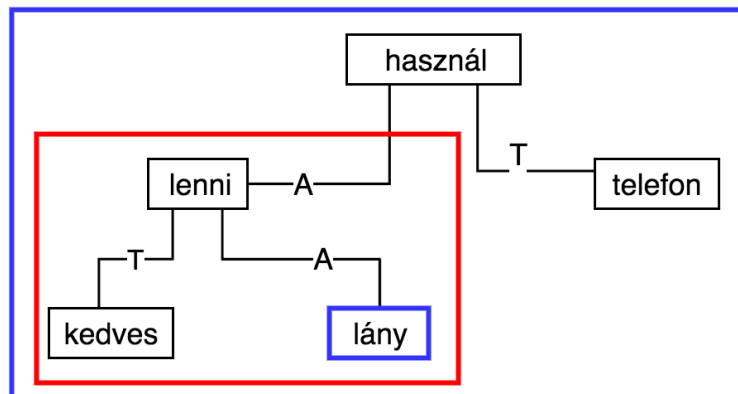 használ
T
lenni
A
telefon
T
A
kedves
lány